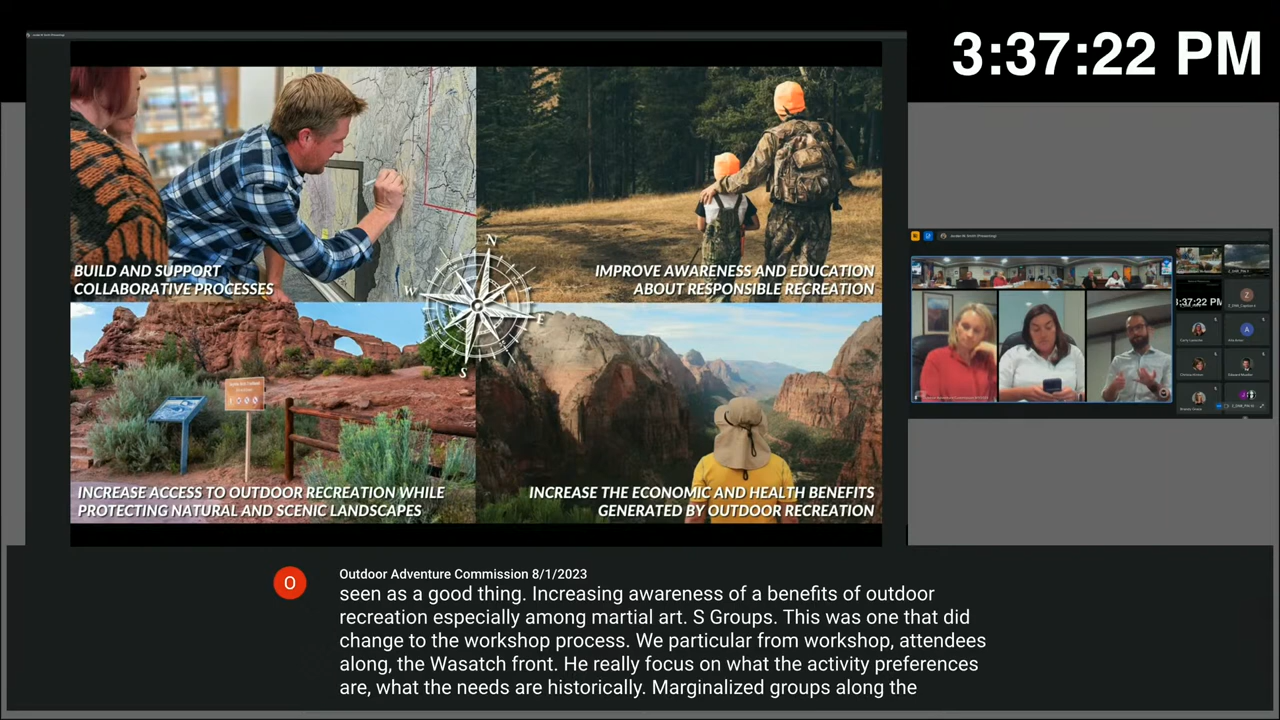 3:37:22 PM
BUILD AND SUPPORT
COLLABORATIVE PROCESSES
IMPROVE AWARENESS AND EDUCATION
ABOUT RESPONSIBLE RECREATION
N
W
E
S
INCREASE ACCESS TO OUTDOOR RECREATION WHILE
PROTECTING NATURAL AND SCENIC LANDSCAPES
INCREASE THE ECONOMIC AND HEALTH BENEFITS
GENERATED BY OUTDOOR RECREATION
3:37:22 PM
O
Outdoor Adventure Commission 8/1/2023
seen as a good thing. Increasing awareness of a benefits of outdoor
recreation especially among martial art. S Groups. This was one that did
change to the workshop process. We particular from workshop, attendees
along, the Wasatch front. He really focus on what the activity preferences
are, what the needs are historically. Marginalized groups along the